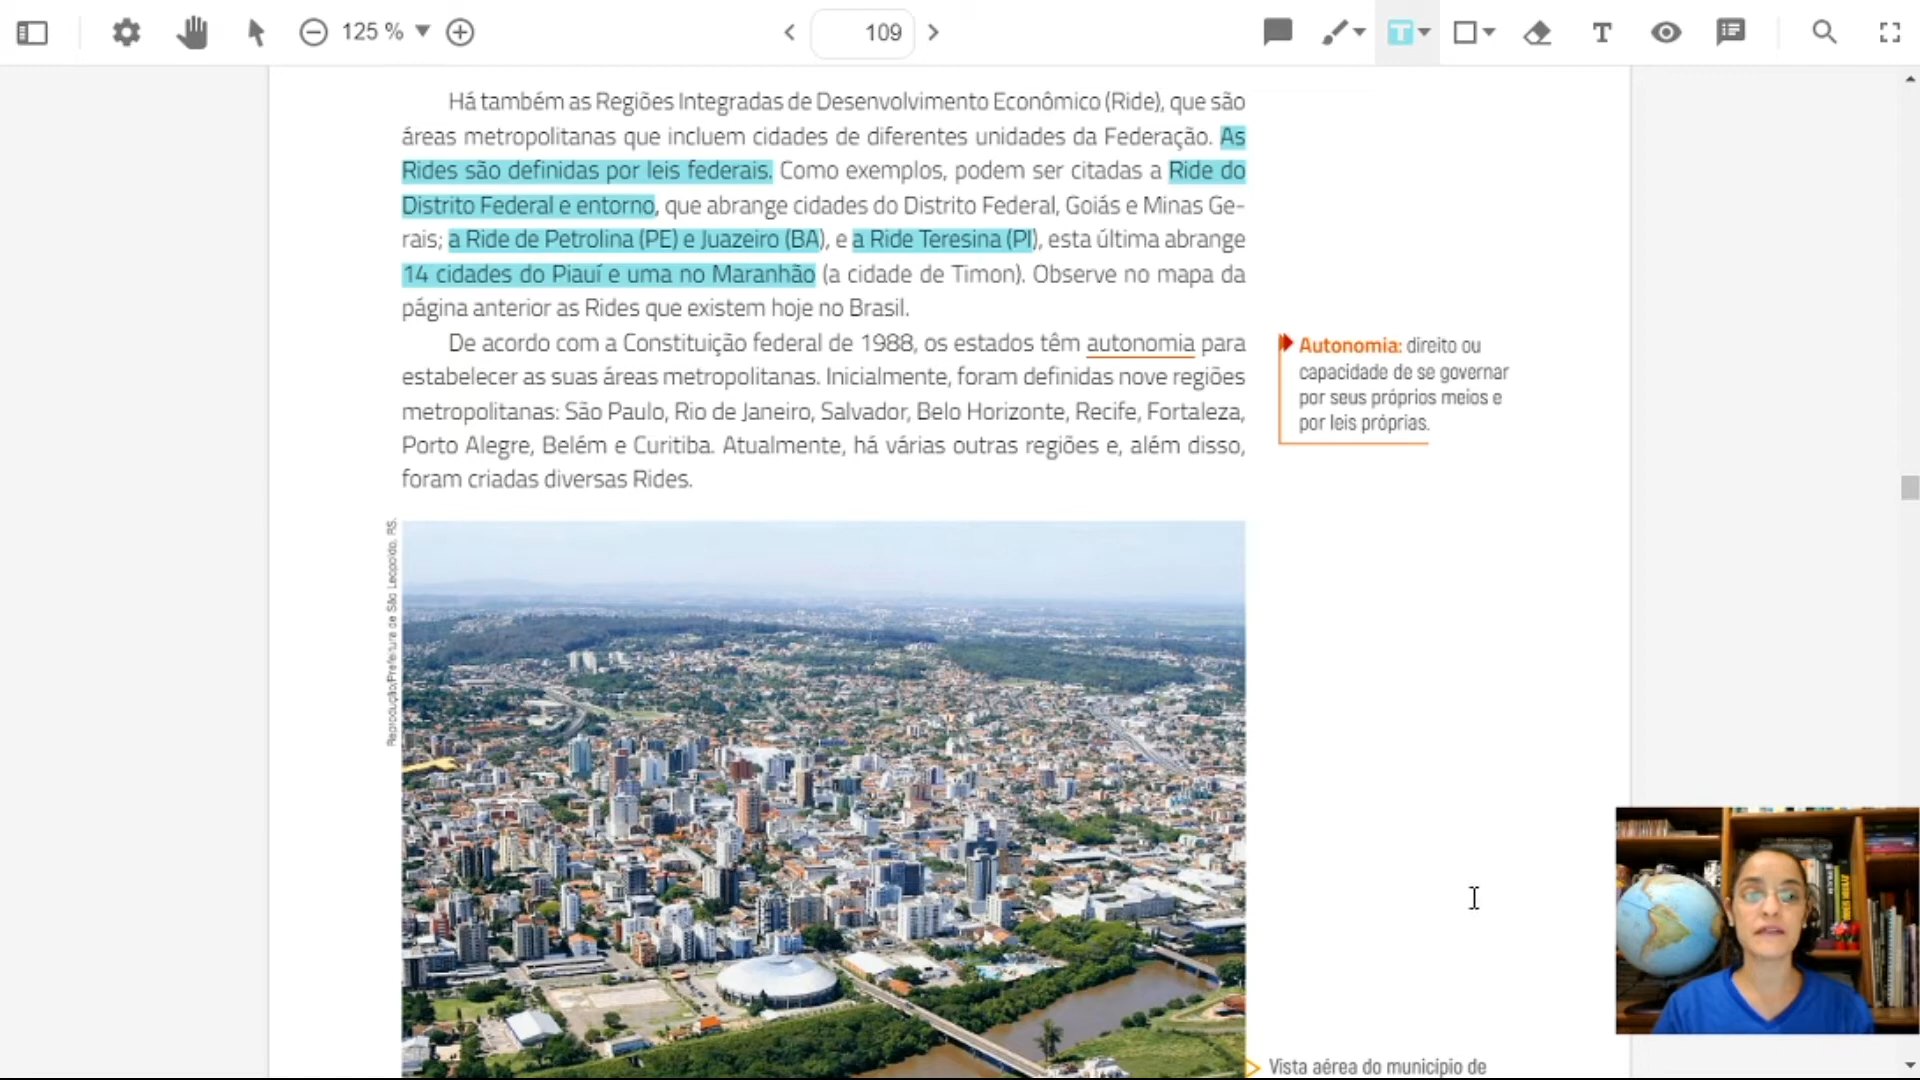 125 %
109
Há também as Regiões Integradas de Desenvolvimento Econômico (Ride), que são
áreas metropolitanas que incluem cidades de diferentes unidades da Federação. As
Rides são definidas por leis federais. Como exemplos, podem ser citadas a Ride do
Distrito Federal e entorno, que abrange cidades do Distrito Federal, Goiás e Minas Ge-
rais; a Ride de Petrolina (PE) e Juazeiro (BA), e a Ride Teresina (PI), esta última abrange
14 cidades do Piauí e uma no Maranhão (a cidade de Timon). Observe no mapa da
página anterior as Rides que existem hoje no Brasil.
De acordo com a Constituição federal de 1988, os estados têm autonomia para
estabelecer as suas áreas metropolitanas. Inicialmente, foram definidas nove regiões
metropolitanas: São Paulo, Rio de Janeiro, Salvador, Belo Horizonte, Recife, Fortaleza,
Porto Alegre, Belém e Curitiba. Atualmente, há várias outras regiões e, além disso,
foram criadas diversas Rides.
Autonomia: direito ou
capacidade de se governar
por seus próprios meios e
por leis próprias.
Reprodução/Prefeitura de São Leopoldo, RS.
Vista aérea do município de